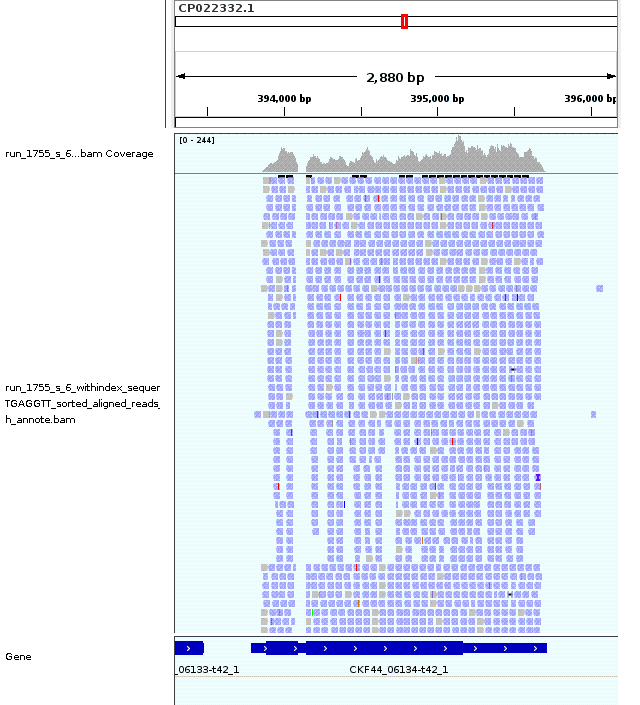 CP022332.1
2,880 bp
394,000 bp
395,000 bp
396,000 bp
run_1755_s_6...bam Coverage
[0 - 244]
run_1755_s_6_withindex_sequer
TGAGGTT_sorted_aligned_reads_
h_annote.bam
Gene
_06133-t42_1
CKF44_06134-t42_1